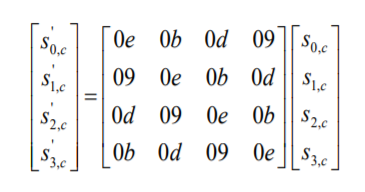 s'0,c = 0e 0b 0d 09 s0,c
s'1,c 09 0e 0b 0d s1,c
s'2,c 0d 09 0e 0b s2,c
s'3,c 0b 0d 09 0e s3,c